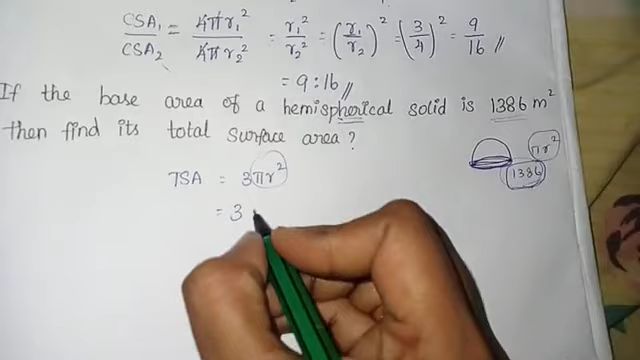 CSA₁/CSA₂ = 4πr₁²/4πr₂² = r₁²/r₂² = (r₁/r₂)² = (3/4)² = 9/16 //
= 9 : 16 //
If the base area of a hemispherical solid is 1386 m²
then find its total surface area?
πr²
1386
TSA = 3πr²
= 3